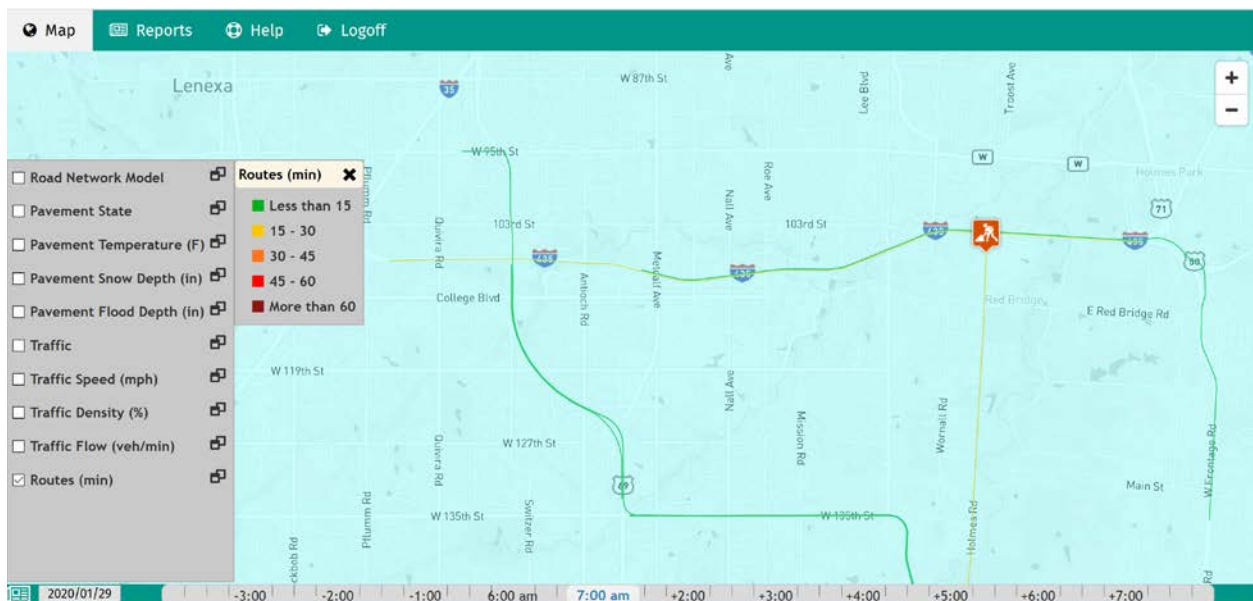 Map Reports Help Logoff
Lenexa
W 87th St
Ave
Lee Blvd
Troost Ave
+
−
35
W 95th St
W
W
Holmes Park
Road Network Model
Pavement State
Pavement Temperature (F)
Pavement Snow Depth (in)
Pavement Flood Depth (in)
Traffic
Traffic Speed (mph)
Traffic Density (%)
Traffic Flow (veh/min)
Routes (min)
Routes (min)
Less than 15
15 - 30
30 - 45
45 - 60
More than 60
Pflumm Rd
Quivira Rd
103rd St
435
Antioch Rd
Metcalf Ave
Nall Ave
Roe Ave
435
103rd St
435
435
71
50
College Blvd
Red Bridge
E Red Bridge Rd
W 119th St
Nall Ave
Mission Rd
Wornall Rd
W 127th St
Quivira Rd
69
Main St
W Frontage Rd
Pflumm Rd
W 135th St
Switzer Rd
W 135th St
Holmes Rd
ckbob Rd
Rd
2020/01/29 -3:00 -2:00 -1:00 6:00 am 7:00 am +2:00 +3:00 +4:00 +5:00 +6:00 +7:00